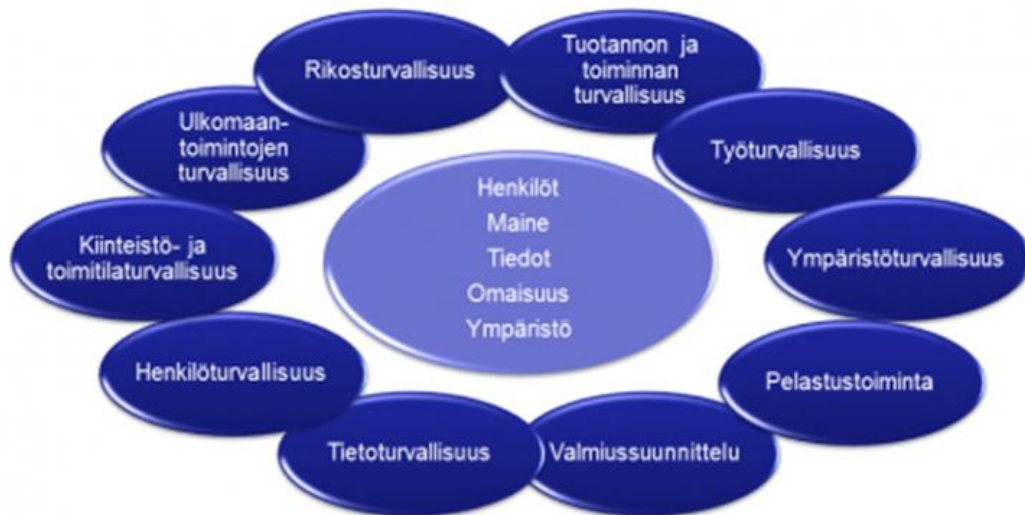 Rikosturvallisuus
Tuotannon ja
toiminnan
turvallisuus
Ulkomaan-
toimintojen
turvallisuus
Työturvallisuus
Henkilöt
Maine
Tiedot
Omaisuus
Ympäristö
Kiinteistö- ja
toimitilaturvallisuus
Ympäristöturvallisuus
Henkilöturvallisuus
Pelastustoiminta
Tietoturvallisuus
Valmiussuunnittelu